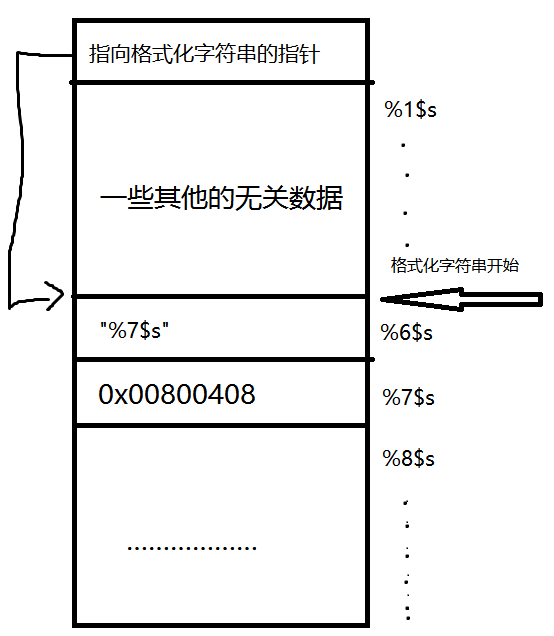 指向格式化字符串的指针
%1$s
一些其他的无关数据
格式化字符串开始
"%7$s"
%6$s
0x00800408
%7$s
%8$s
..................